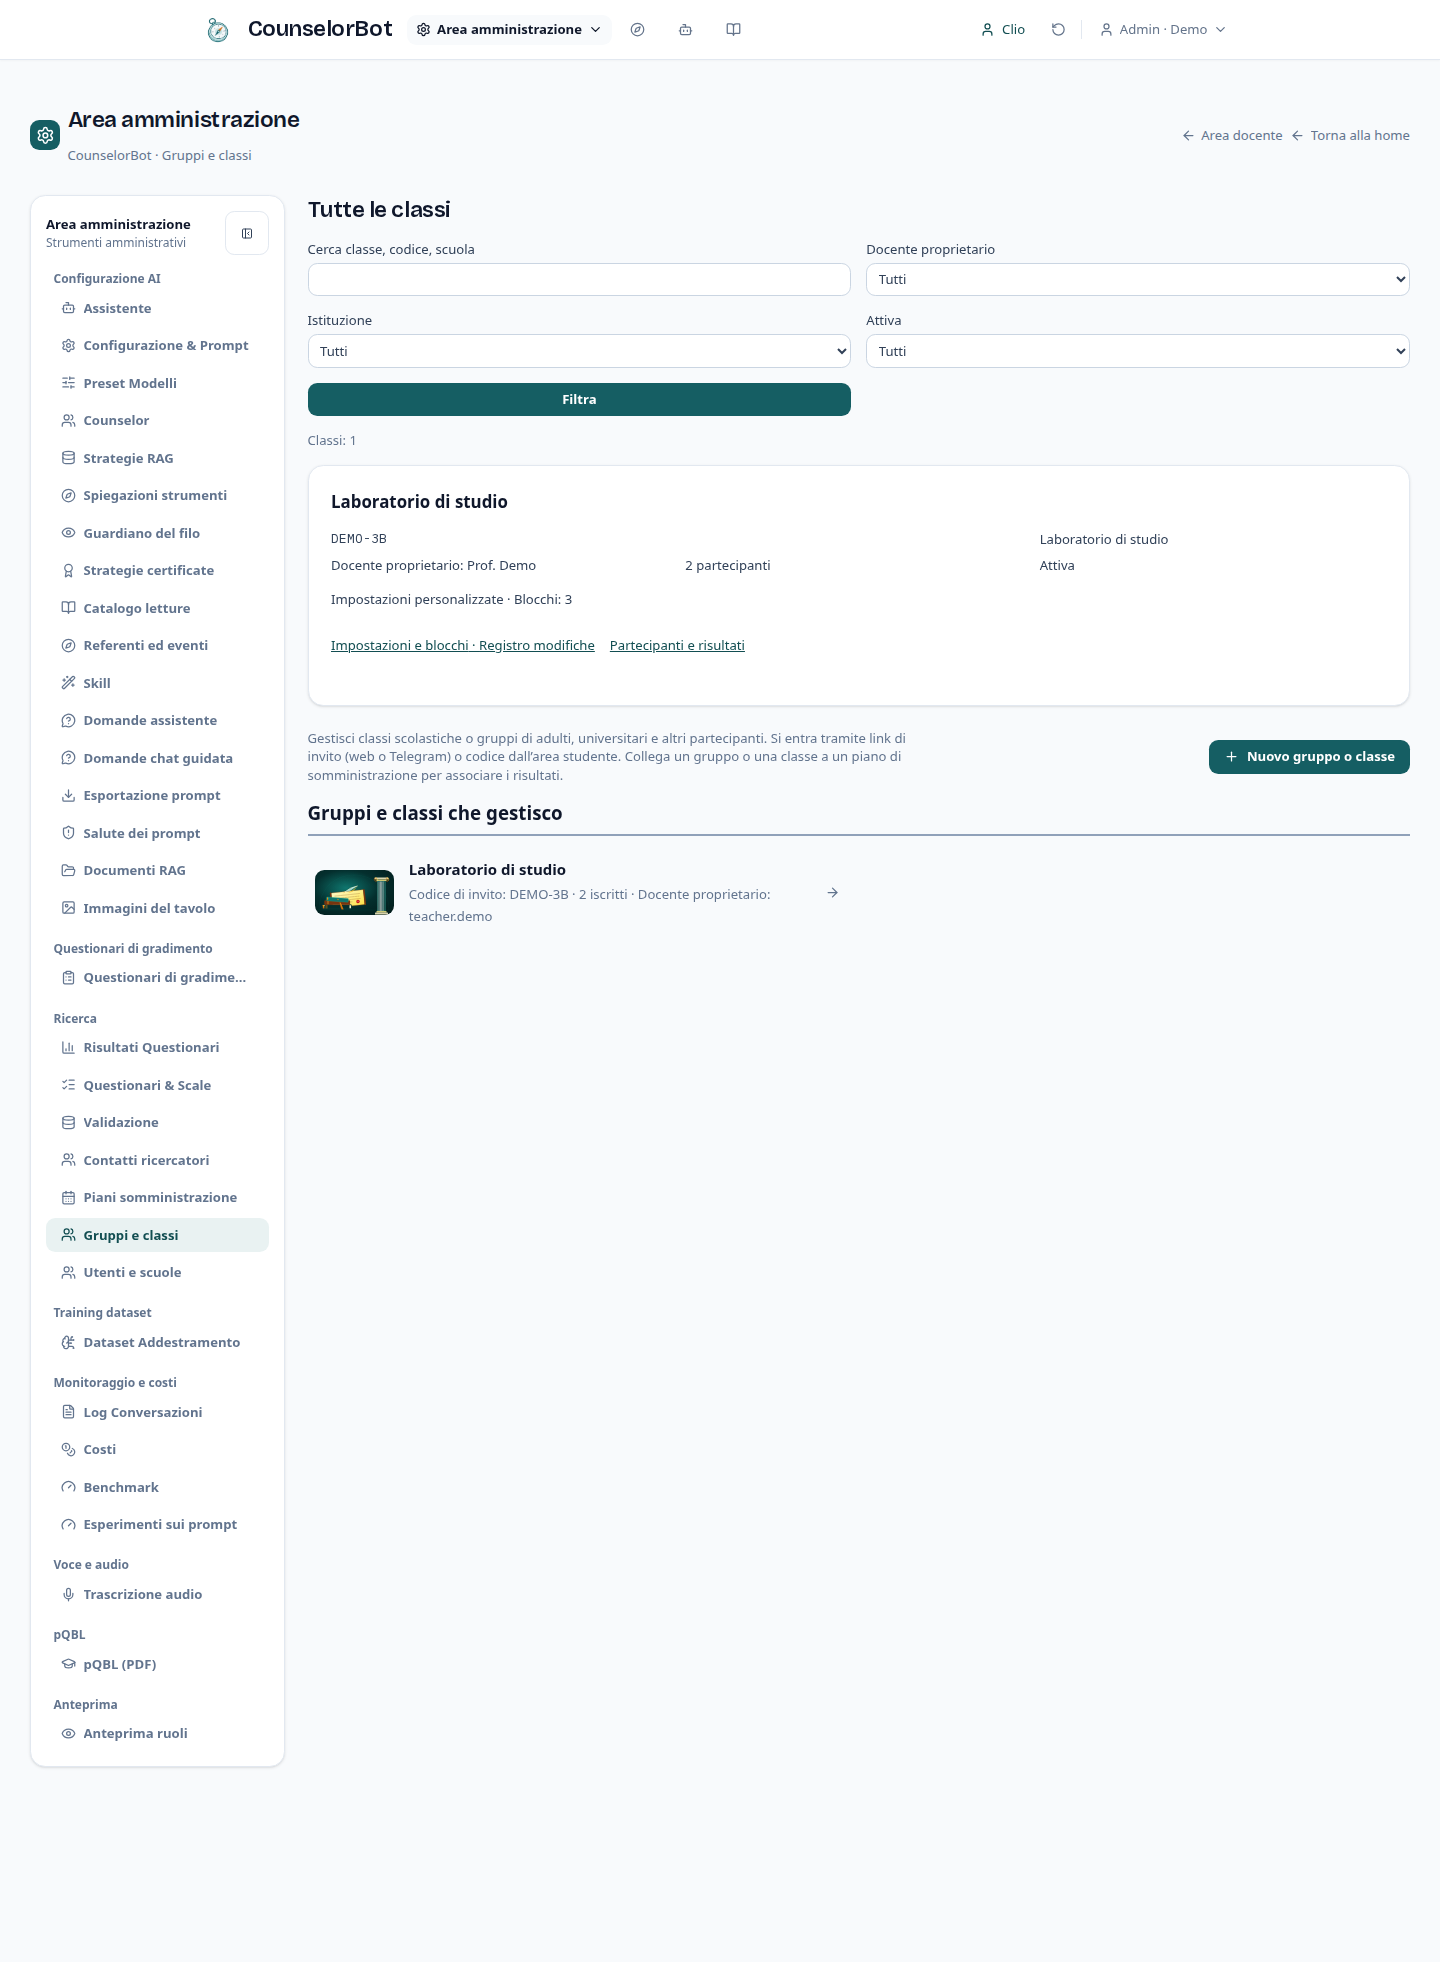 CounselorBot
Area amministrazione
Clio
Admin · Demo
Area amministrazione
CounselorBot · Gruppi e classi
Area docente
Torna alla home
Area amministrazione
Strumenti amministrativi
Configurazione AI
Assistente
Configurazione & Prompt
Preset Modelli
Counselor
Strategie RAG
Spiegazioni strumenti
Guardiano del filo
Strategie certificate
Catalogo letture
Referenti ed eventi
Skill
Domande assistente
Domande chat guidata
Esportazione prompt
Salute dei prompt
Documenti RAG
Immagini del tavolo
Questionari di gradimento
Questionari di gradime...
Ricerca
Risultati Questionari
Questionari & Scale
Validazione
Contatti ricercatori
Piani somministrazione
Gruppi e classi
Utenti e scuole
Training dataset
Dataset Addestramento
Monitoraggio e costi
Log Conversazioni
Costi
Benchmark
Esperimenti sui prompt
Voce e audio
Trascrizione audio
pQBL
pQBL (PDF)
Anteprima
Anteprima ruoli
Tutte le classi
Cerca classe, codice, scuola
Docente proprietario
Tutti
Istituzione
Attiva
Tutti
Tutti
Filtra
Classi: 1
Laboratorio di studio
DEMO-3B
Laboratorio di studio
Docente proprietario: Prof. Demo
2 partecipanti
Attiva
Impostazioni personalizzate · Blocchi: 3
Impostazioni e blocchi · Registro modifiche
Partecipanti e risultati
Gestisci classi scolastiche o gruppi di adulti, universitari e altri partecipanti. Si entra tramite link di
invito (web o Telegram) o codice dall’area studente. Collega un gruppo o una classe a un piano di
somministrazione per associare i risultati.
Nuovo gruppo o classe
Gruppi e classi che gestisco
Laboratorio di studio
Codice di invito: DEMO-3B · 2 iscritti · Docente proprietario:
teacher.demo